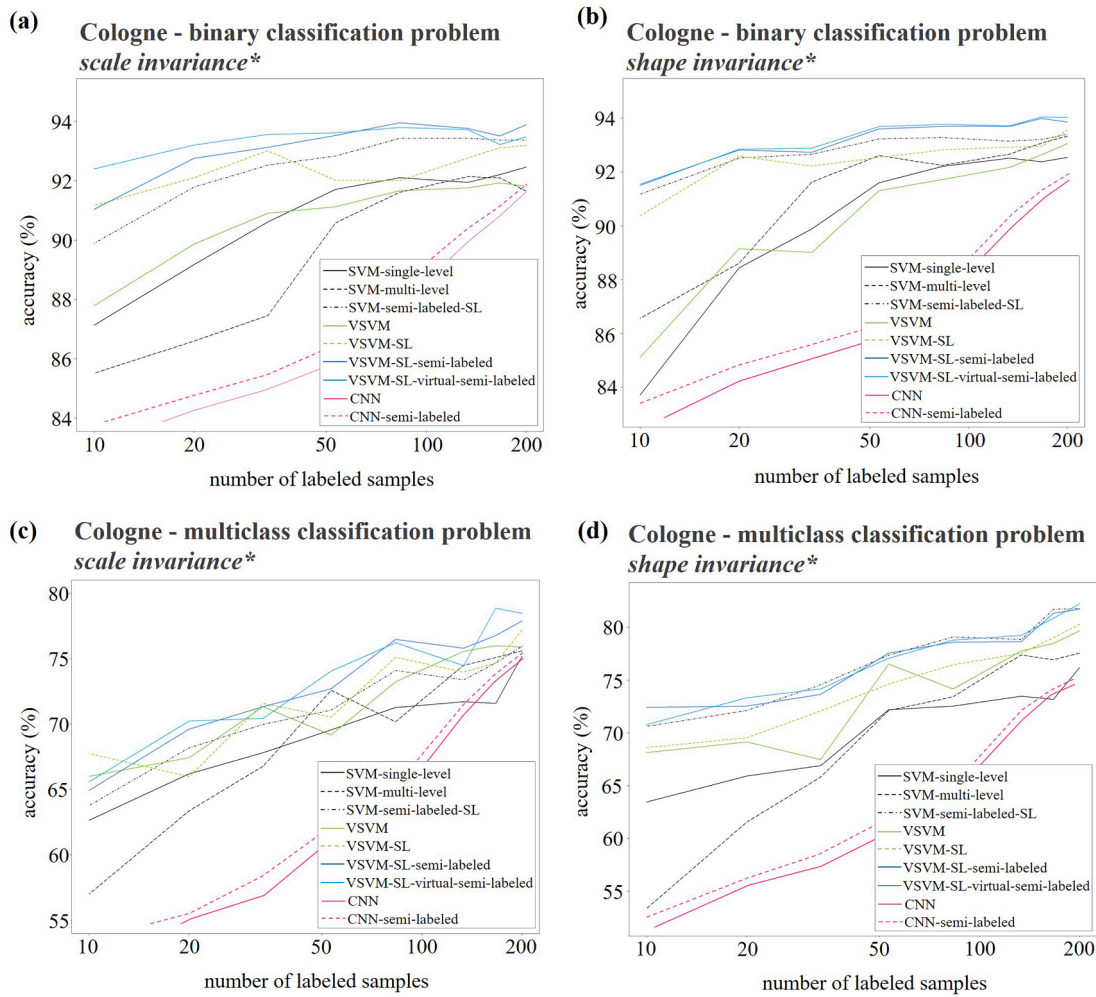 (a)
Cologne - binary classification problem
scale invariance*
accuracy (%)
94
92
90
88
86
84
10
20
50
100
200
number of labeled samples
SVM-single-level
SVM-multi-level
SVM-semi-labeled-SL
VSVM
VSVM-SL
VSVM-SL-semi-labeled
VSVM-SL-virtual-semi-labeled
CNN
CNN-semi-labeled
(b)
Cologne - binary classification problem
shape invariance*
accuracy (%)
94
92
90
88
86
84
10
20
50
100
200
number of labeled samples
SVM-single-level
SVM-multi-level
SVM-semi-labeled-SL
VSVM
VSVM-SL
VSVM-SL-semi-labeled
VSVM-SL-virtual-semi-labeled
CNN
CNN-semi-labeled
(c)
Cologne - multiclass classification problem
scale invariance*
accuracy (%)
80
75
70
65
60
55
10
20
50
100
200
number of labeled samples
SVM-single-level
SVM-multi-level
SVM-semi-labeled-SL
VSVM
VSVM-SL
VSVM-SL-semi-labeled
VSVM-SL-virtual-semi-labeled
CNN
CNN-semi-labeled
(d)
Cologne - multiclass classification problem
shape invariance*
accuracy (%)
80
75
70
65
60
55
10
20
50
100
200
number of labeled samples
SVM-single-level
SVM-multi-level
SVM-semi-labeled-SL
VSVM
VSVM-SL
VSVM-SL-semi-labeled
VSVM-SL-virtual-semi-labeled
CNN
CNN-semi-labeled